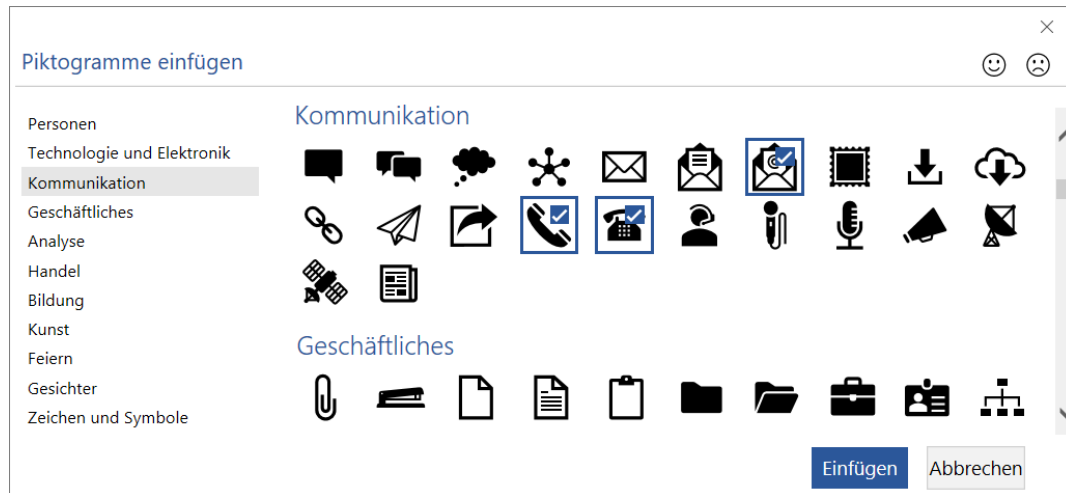 Piktogramme einfügen
Personen
Technologie und Elektronik
Kommunikation
Geschäftliches
Analyse
Handel
Bildung
Kunst
Feiern
Gesichter
Zeichen und Symbole
Kommunikation
Geschäftliches
Einfügen
Abbrechen